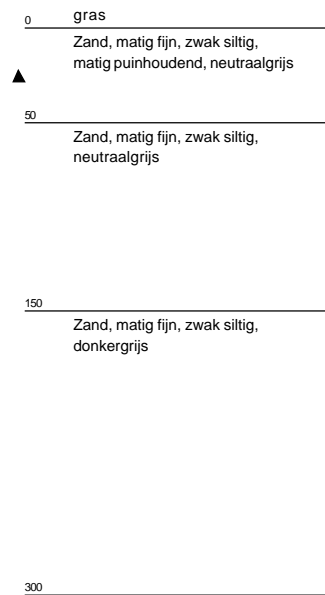 0 gras
Zand, matig fijn, zwak siltig,
matig puinhoudend, neutraalgrijs
50
Zand, matig fijn, zwak siltig,
neutraalgrijs
150
Zand, matig fijn, zwak siltig,
donkergrijs
300